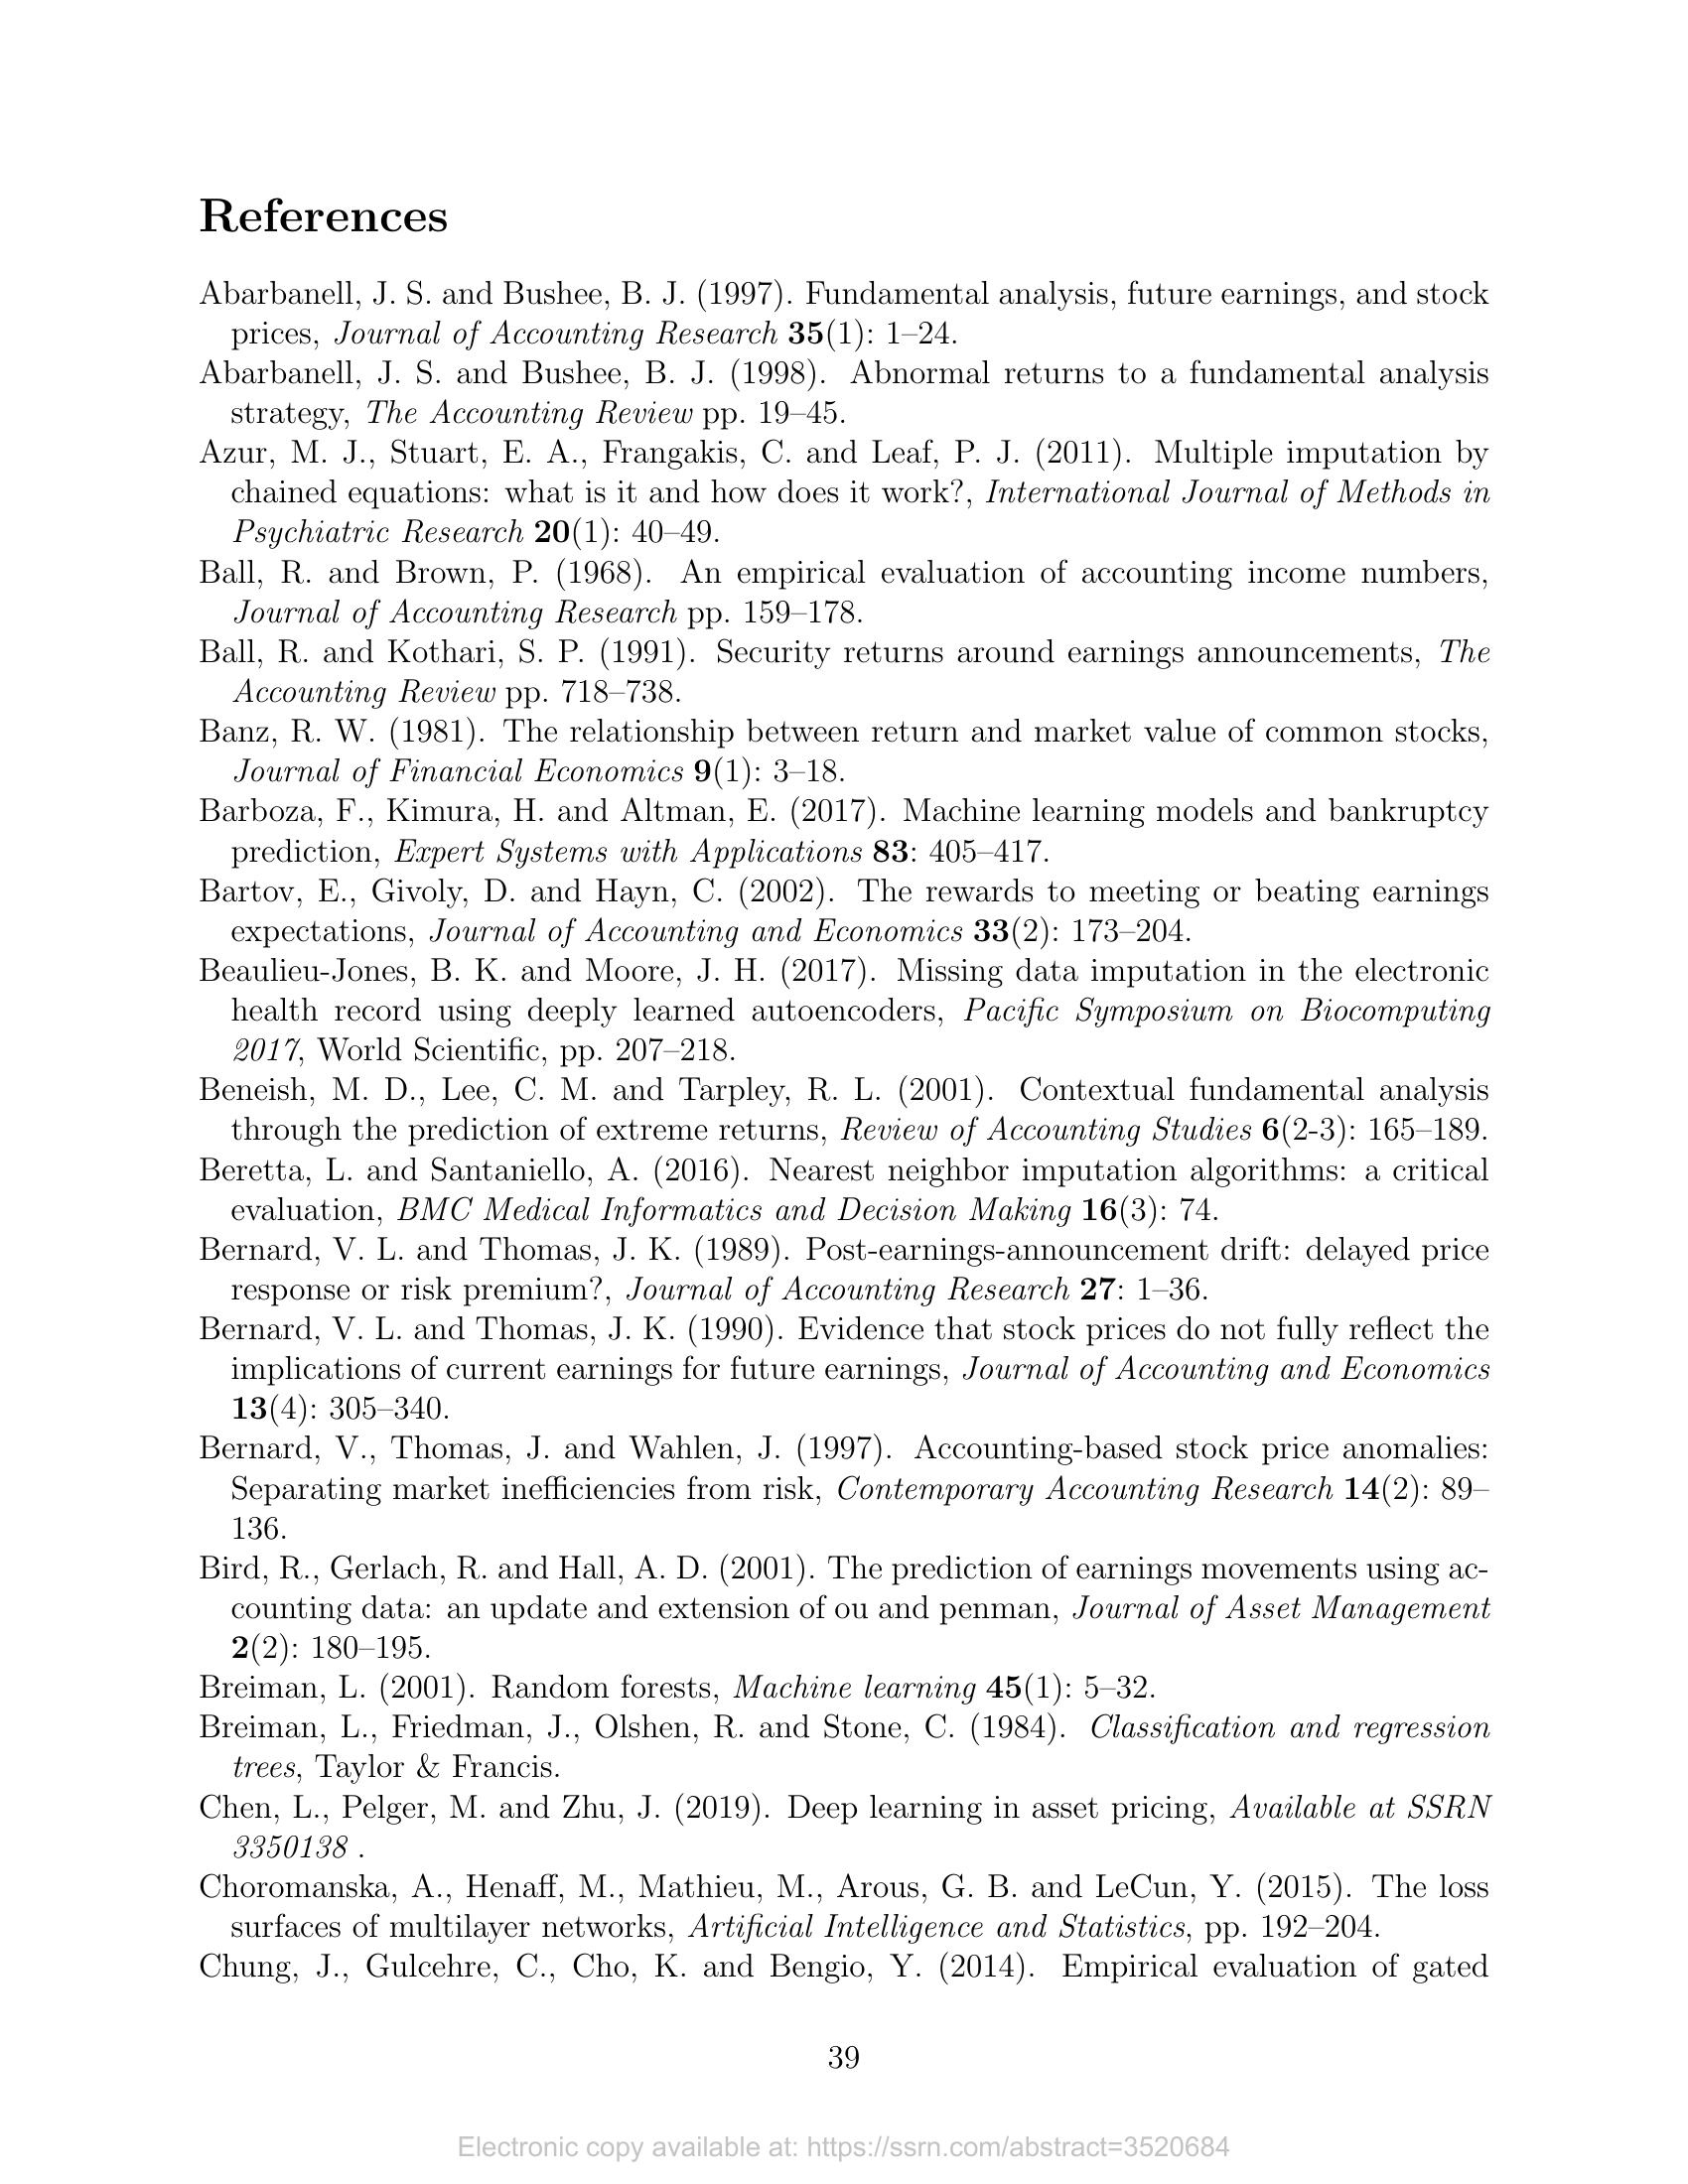 References
Abarbanell, J. S. and Bushee, B. J. (1997). Fundamental analysis, future earnings, and stock
prices, Journal of Accounting Research 35(1): 1–24.
Abarbanell, J. S. and Bushee, B. J. (1998). Abnormal returns to a fundamental analysis
strategy, The Accounting Review pp. 19–45.
Azur, M. J., Stuart, E. A., Frangakis, C. and Leaf, P. J. (2011). Multiple imputation by
chained equations: what is it and how does it work?, International Journal of Methods in
Psychiatric Research 20(1): 40–49.
Ball, R. and Brown, P. (1968). An empirical evaluation of accounting income numbers,
Journal of Accounting Research pp. 159–178.
Ball, R. and Kothari, S. P. (1991). Security returns around earnings announcements, The
Accounting Review pp. 718–738.
Banz, R. W. (1981). The relationship between return and market value of common stocks,
Journal of Financial Economics 9(1): 3–18.
Barboza, F., Kimura, H. and Altman, E. (2017). Machine learning models and bankruptcy
prediction, Expert Systems with Applications 83: 405–417.
Bartov, E., Givoly, D. and Hayn, C. (2002). The rewards to meeting or beating earnings
expectations, Journal of Accounting and Economics 33(2): 173–204.
Beaulieu-Jones, B. K. and Moore, J. H. (2017). Missing data imputation in the electronic
health record using deeply learned autoencoders, Pacific Symposium on Biocomputing
2017, World Scientific, pp. 207–218.
Beneish, M. D., Lee, C. M. and Tarpley, R. L. (2001). Contextual fundamental analysis
through the prediction of extreme returns, Review of Accounting Studies 6(2-3): 165–189.
Beretta, L. and Santaniello, A. (2016). Nearest neighbor imputation algorithms: a critical
evaluation, BMC Medical Informatics and Decision Making 16(3): 74.
Bernard, V. L. and Thomas, J. K. (1989). Post-earnings-announcement drift: delayed price
response or risk premium?, Journal of Accounting Research 27: 1–36.
Bernard, V. L. and Thomas, J. K. (1990). Evidence that stock prices do not fully reflect the
implications of current earnings for future earnings, Journal of Accounting and Economics
13(4): 305–340.
Bernard, V., Thomas, J. and Wahlen, J. (1997). Accounting-based stock price anomalies:
Separating market inefficiencies from risk, Contemporary Accounting Research 14(2): 89–
136.
Bird, R., Gerlach, R. and Hall, A. D. (2001). The prediction of earnings movements using ac-
counting data: an update and extension of ou and penman, Journal of Asset Management
2(2): 180–195.
Breiman, L. (2001). Random forests, Machine learning 45(1): 5–32.
Breiman, L., Friedman, J., Olshen, R. and Stone, C. (1984). Classification and regression
trees, Taylor & Francis.
Chen, L., Pelger, M. and Zhu, J. (2019). Deep learning in asset pricing, Available at SSRN
3350138 .
Choromanska, A., Henaff, M., Mathieu, M., Arous, G. B. and LeCun, Y. (2015). The loss
surfaces of multilayer networks, Artificial Intelligence and Statistics, pp. 192–204.
Chung, J., Gulcehre, C., Cho, K. and Bengio, Y. (2014). Empirical evaluation of gated
39
Electronic copy available at: https://ssrn.com/abstract=3520684